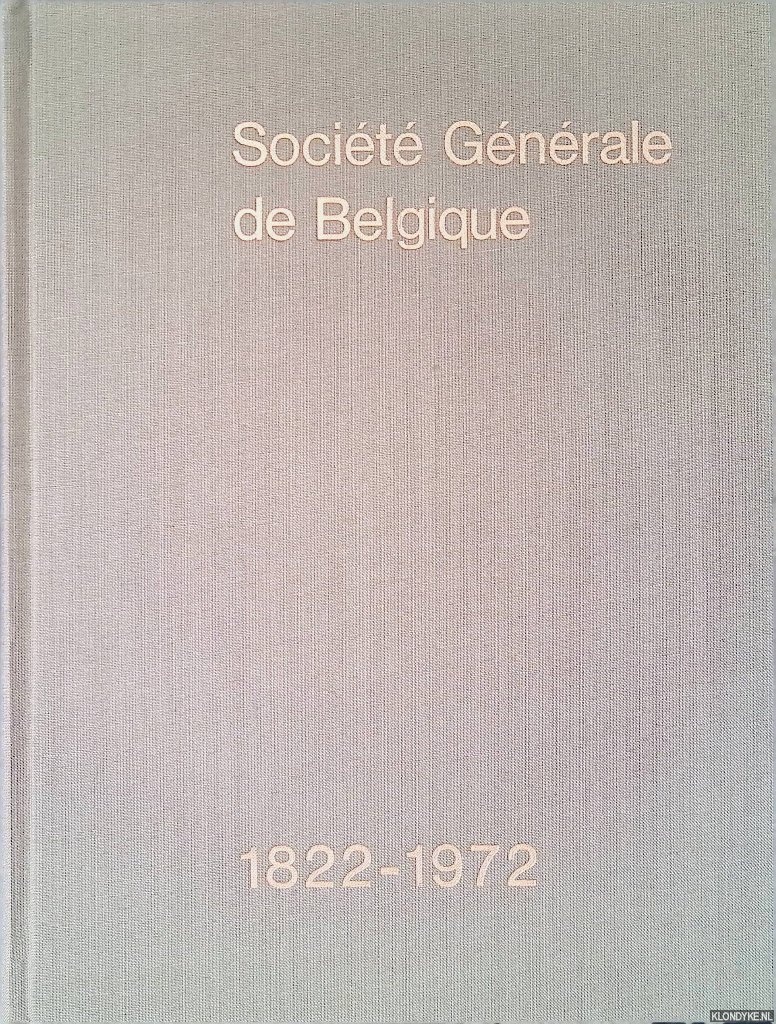 Société Générale
de Belgique
1822-1972
KLONDYKE.NL